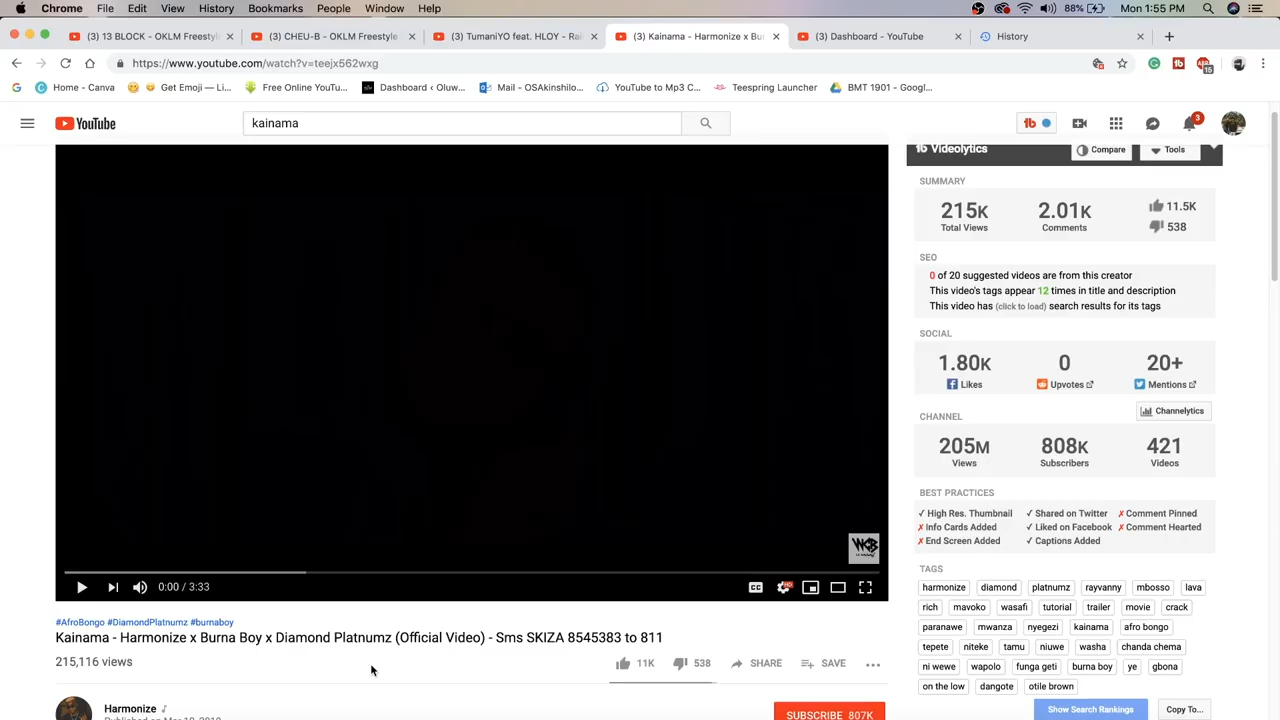 Chrome File Edit View History Bookmarks People Window Help 88% Mon 1:55 PM
(3) 13 BLOCK - OKLM Freestyl (3) CHEU-B - OKLM Freestyle (3) TumaniYO feat. HLOY - Rai (3) Kainama - Harmonize x Bu (3) Dashboard - YouTube History
https://www.youtube.com/watch?v=teejx562wxg 15
Home - Canva Get Emoji — Li... Free Online YouTu... Dashboard ‹ Oluw... Mail - OSAkinshilo... YouTube to Mp3 C... Teespring Launcher BMT 1901 - Googl...
YouTube kainama tb 3
tb Videolytics Compare Tools
SUMMARY
215K 2.01K 11.5K
Total Views Comments 538
SEO
0 of 20 suggested videos are from this creator
This video's tags appear 12 times in title and description
This video has (click to load) search results for its tags
SOCIAL
1.80K 0 20+
Likes Upvotes Mentions
CHANNEL Channelytics
205M 808K 421
Views Subscribers Videos
BEST PRACTICES
✓ High Res. Thumbnail ✓ Shared on Twitter ✗ Comment Pinned
✗ Info Cards Added ✓ Liked on Facebook ✗ Comment Hearted
✗ End Screen Added ✓ Captions Added
TAGS
harmonize diamond platnumz rayvanny mbosso lava
rich mavoko wasafi tutorial trailer movie crack
paranawe mwanza nyegezi kainama afro bongo
tepete niteke tamu niuwe washa chanda chema
ni wewe wapolo funga geti burna boy ye gbona
on the low dangote otile brown
Show Search Rankings Copy To...
WCB
0:00 / 3:33 CC HD
#AfroBongo #DiamondPlatnumz #burnaboy
Kainama - Harmonize x Burna Boy x Diamond Platnumz (Official Video) - Sms SKIZA 8545383 to 811
215,116 views 11K 538 SHARE SAVE
Harmonize
SUBSCRIBE 807K